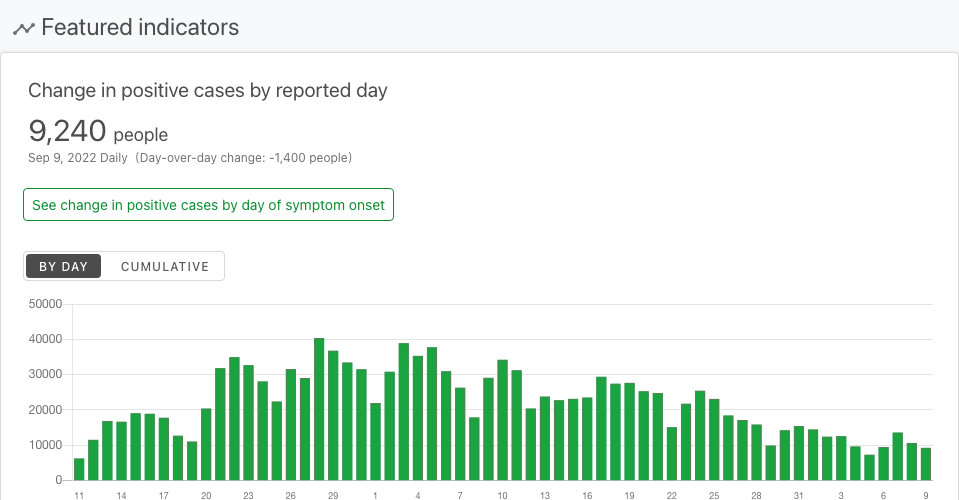 Featured indicators
Change in positive cases by reported day
9,240 people
Sep 9, 2022 Daily (Day-over-day change: -1,400 people)
See change in positive cases by day of symptom onset
BY DAY CUMULATIVE
50000
40000
30000
20000
10000
0
11 14 17 20 23 26 29 1 4 7 10 13 16 19 22 25 28 31 3 6 9